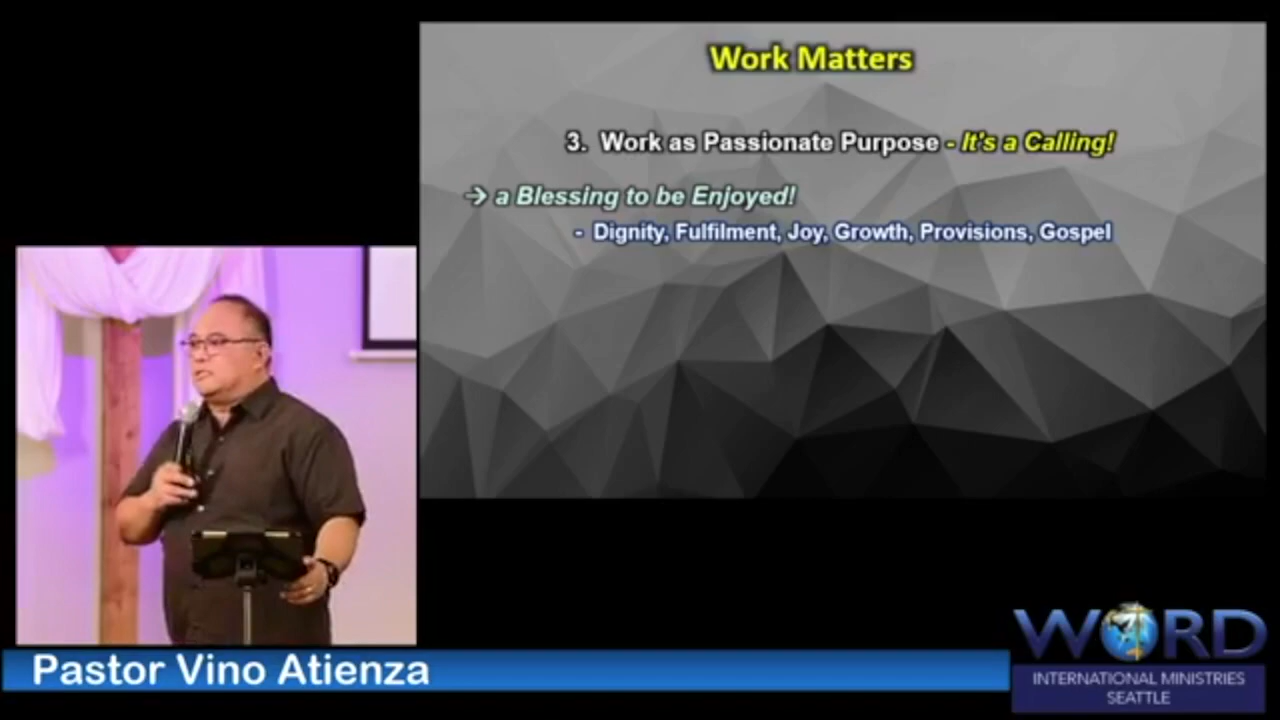 Work Matters
3. Work as Passionate Purpose - It's a Calling!
→ a Blessing to be Enjoyed!
- Dignity, Fulfilment, Joy, Growth, Provisions, Gospel
Pastor Vino Atienza
WORD
INTERNATIONAL MINISTRIES
SEATTLE